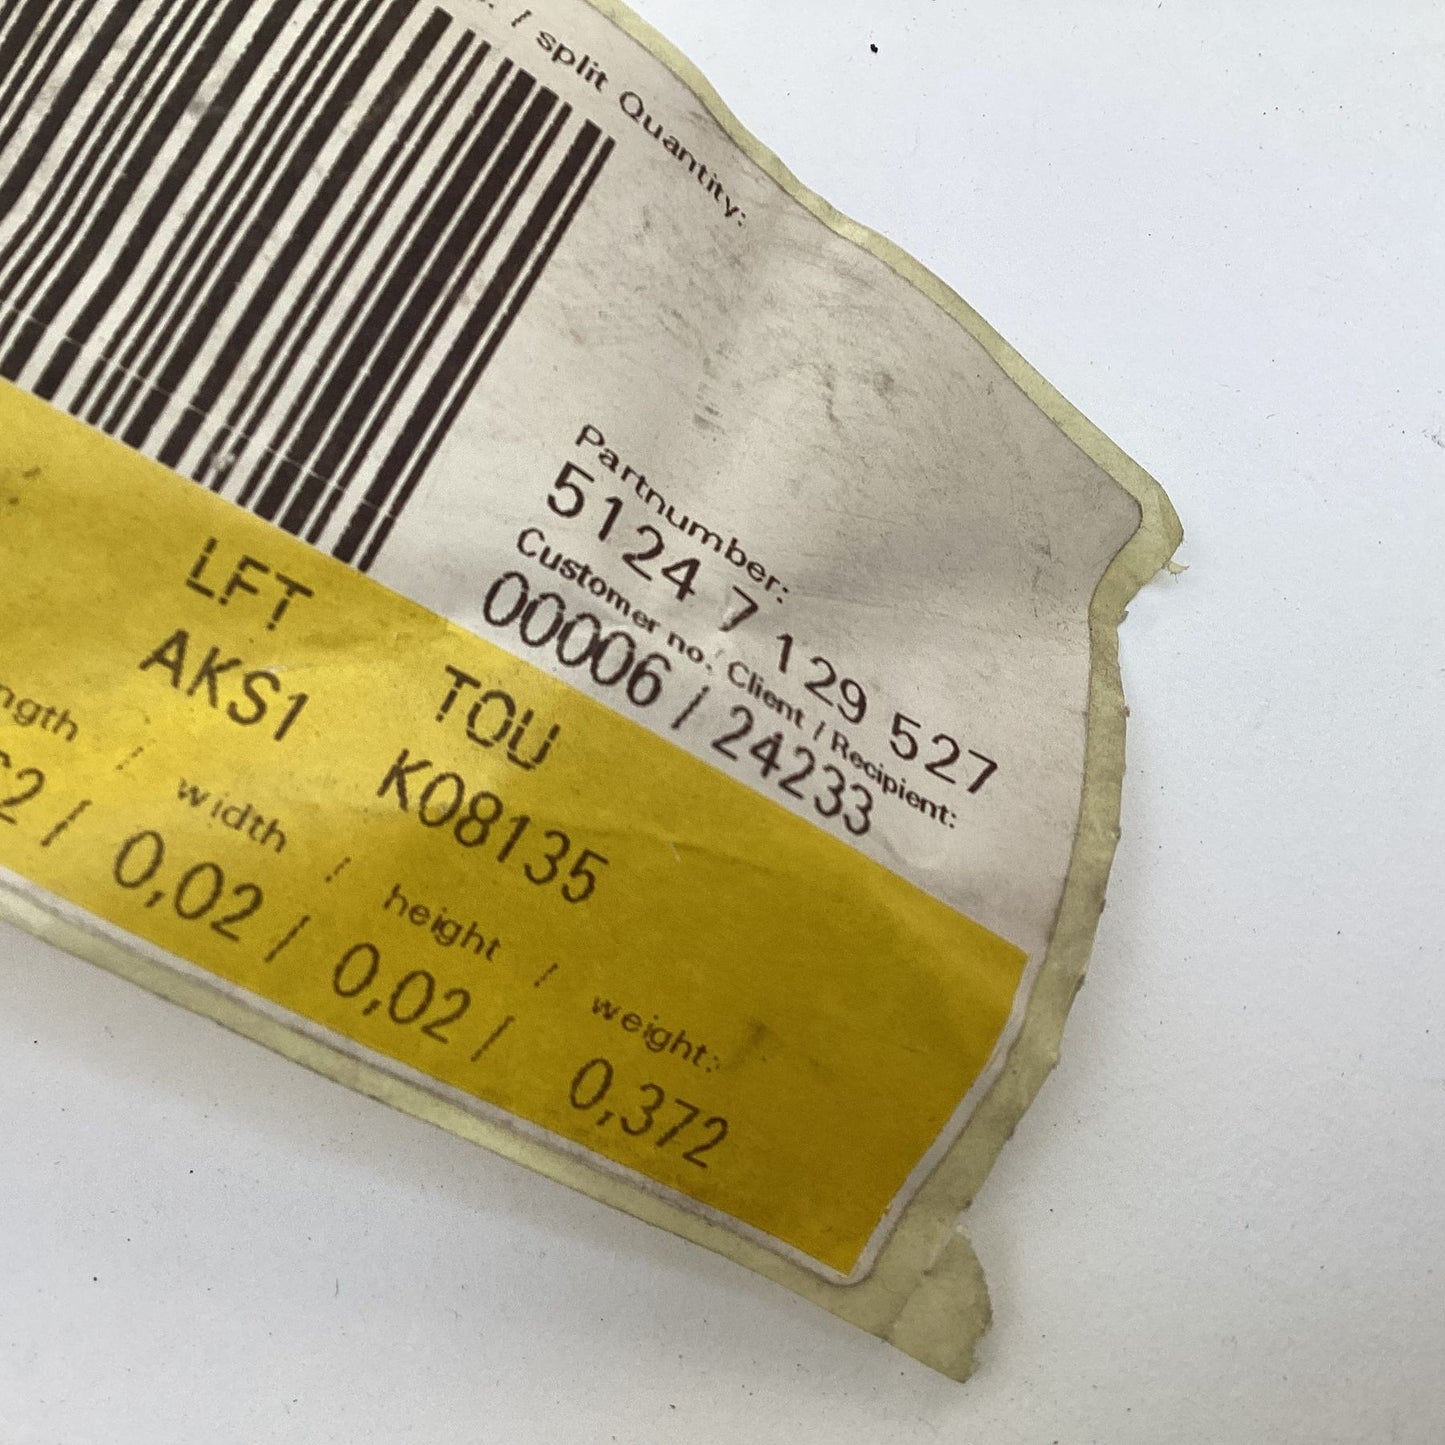 / split Quantity:
Partnumber:
5124 7 129 527
Customer no. Client / Recipient:
00006 / 24233
LFT TOU
AKS1 K08135
/ width / height / weight:
/ 0,02 / 0,02 / 0,372